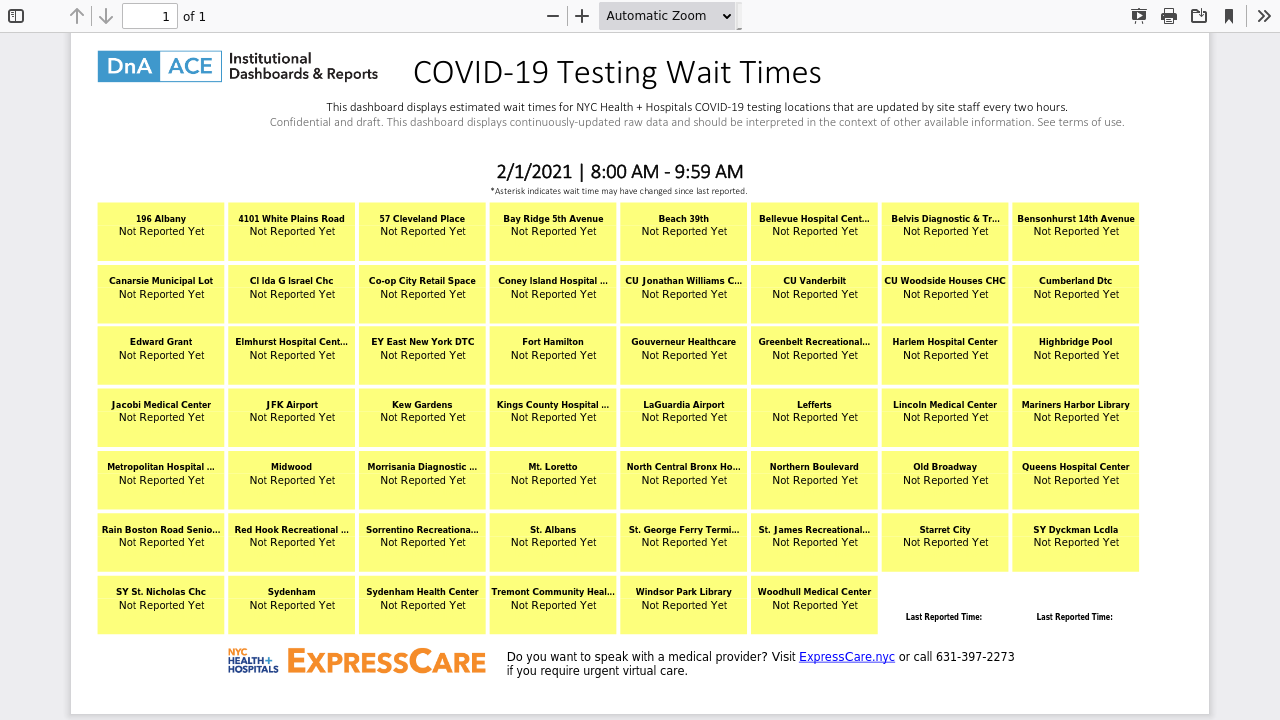 1 of 1 Automatic Zoom
DnA ACE Institutional
Dashboards & Reports
COVID-19 Testing Wait Times
This dashboard displays estimated wait times for NYC Health + Hospitals COVID-19 testing locations that are updated by site staff every two hours.
Confidential and draft. This dashboard displays continuously-updated raw data and should be interpreted in the context of other available information. See terms of use.
2/1/2021 | 8:00 AM - 9:59 AM
*Asterisk indicates wait time may have changed since last reported.
196 Albany 4101 White Plains Road 57 Cleveland Place Bay Ridge 5th Avenue Beach 39th Bellevue Hospital Cent... Belvis Diagnostic & Tr... Bensonhurst 14th Avenue
Not Reported Yet Not Reported Yet Not Reported Yet Not Reported Yet Not Reported Yet Not Reported Yet Not Reported Yet Not Reported Yet
Canarsie Municipal Lot CI Ida G Israel Chc Co-op City Retail Space Coney Island Hospital ... CU Jonathan Williams C... CU Vanderbilt CU Woodside Houses CHC Cumberland Dtc
Not Reported Yet Not Reported Yet Not Reported Yet Not Reported Yet Not Reported Yet Not Reported Yet Not Reported Yet Not Reported Yet
Edward Grant Elmhurst Hospital Cent... EY East New York DTC Fort Hamilton Gouverneur Healthcare Greenbelt Recreational... Harlem Hospital Center Highbridge Pool
Not Reported Yet Not Reported Yet Not Reported Yet Not Reported Yet Not Reported Yet Not Reported Yet Not Reported Yet Not Reported Yet
Jacobi Medical Center JFK Airport Kew Gardens Kings County Hospital ... LaGuardia Airport Lefferts Lincoln Medical Center Mariners Harbor Library
Not Reported Yet Not Reported Yet Not Reported Yet Not Reported Yet Not Reported Yet Not Reported Yet Not Reported Yet Not Reported Yet
Metropolitan Hospital ... Midwood Morrisania Diagnostic ... Mt. Loretto North Central Bronx Ho... Northern Boulevard Old Broadway Queens Hospital Center
Not Reported Yet Not Reported Yet Not Reported Yet Not Reported Yet Not Reported Yet Not Reported Yet Not Reported Yet Not Reported Yet
Rain Boston Road Senio... Red Hook Recreational ... Sorrentino Recreationa... St. Albans St. George Ferry Termi... St. James Recreational... Starret City SY Dyckman Lcdla
Not Reported Yet Not Reported Yet Not Reported Yet Not Reported Yet Not Reported Yet Not Reported Yet Not Reported Yet Not Reported Yet
SY St. Nicholas Chc Sydenham Sydenham Health Center Tremont Community Heal... Windsor Park Library Woodhull Medical Center
Not Reported Yet Not Reported Yet Not Reported Yet Not Reported Yet Not Reported Yet Not Reported Yet
Last Reported Time: Last Reported Time:
NYC
HEALTH+
HOSPITALS
EXPRESSCARE
Do you want to speak with a medical provider? Visit ExpressCare.nyc or call 631-397-2273
if you require urgent virtual care.